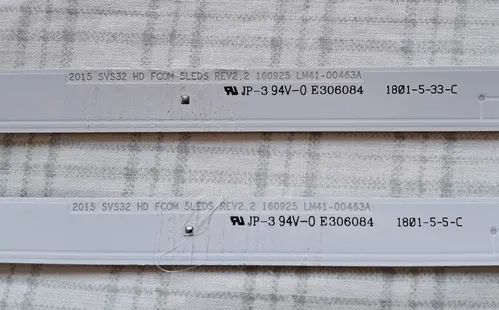 2015 SVS32 HD FCOM 5LEDS REV2.2 160925 LM41-00463A
JP-3 94V-0 E306084 1801-5-33-C
2015 SVS32 HD FCOM 5LEDS REV2.2 160925 LM41-00463A
JP-3 94V-0 E306084 1801-5-5-C